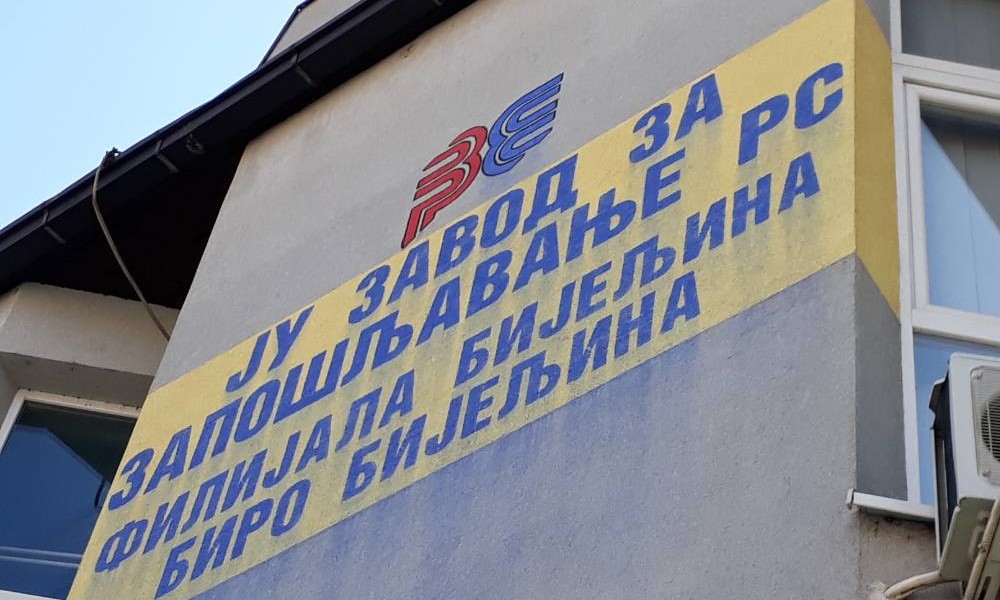 ЈУ ЗАВОД ЗА
ЗАПОШЉАВАЊЕ РС
ФИЛИЈАЛА БИЈЕЉИНА
БИРО БИЈЕЉИНА